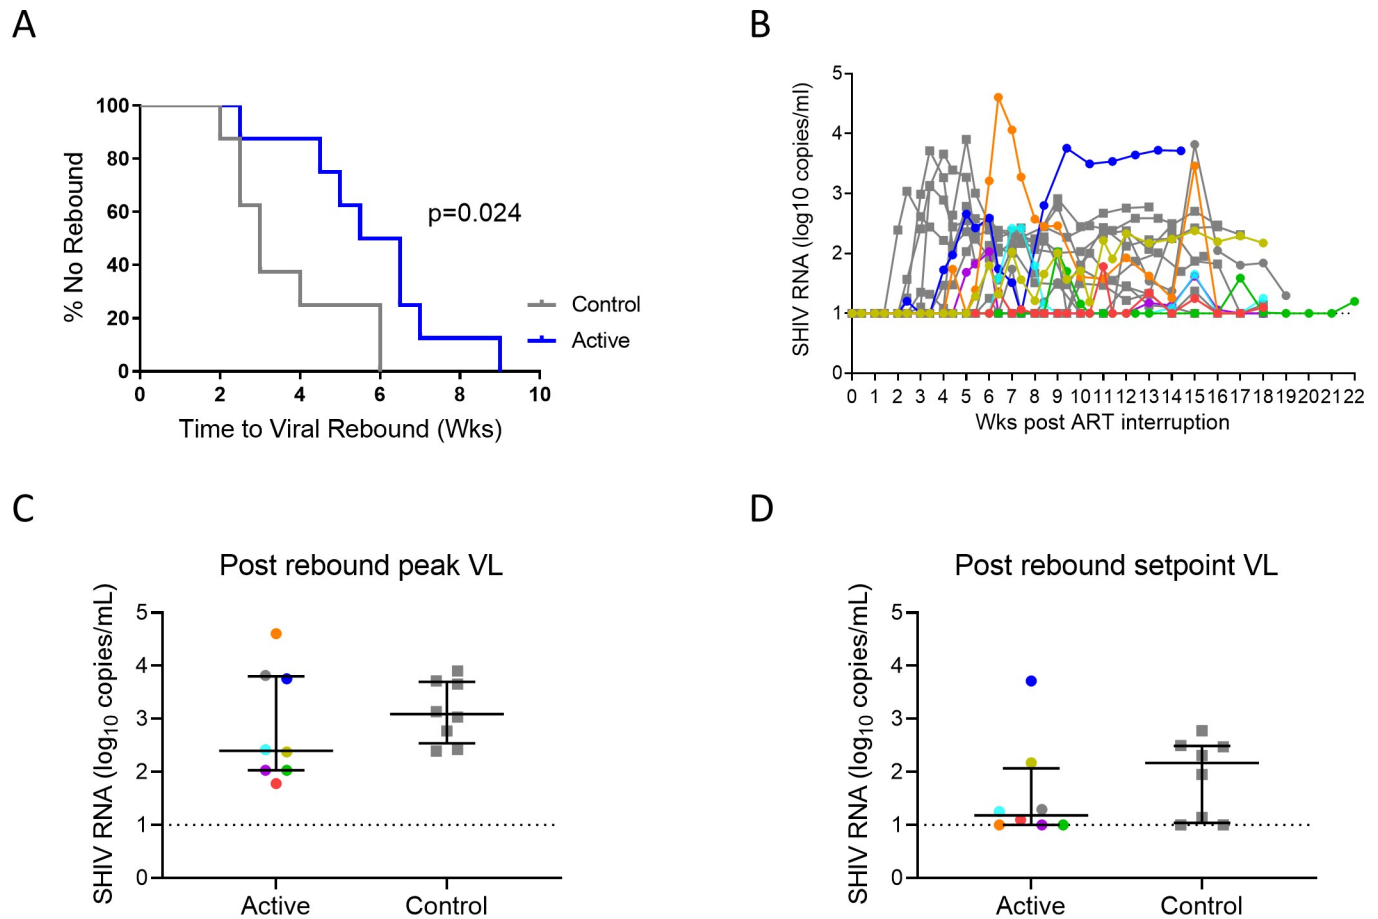 A
100
80
60
40
20
0
% No Rebound
p=0.024
Control
Active
0 2 4 6 8 10
Time to Viral Rebound (Wks)
B
5
4
3
2
1
0
SHIV RNA (log10 copies/ml)
0 1 2 3 4 5 6 7 8 9 10 11 12 13 14 15 16 17 18 19 20 21 22
Wks post ART interruption
C
Post rebound peak VL
5
4
3
2
1
0
SHIV RNA (log10 copies/mL)
Active Control
D
Post rebound setpoint VL
5
4
3
2
1
0
SHIV RNA (log10 copies/mL)
Active Control